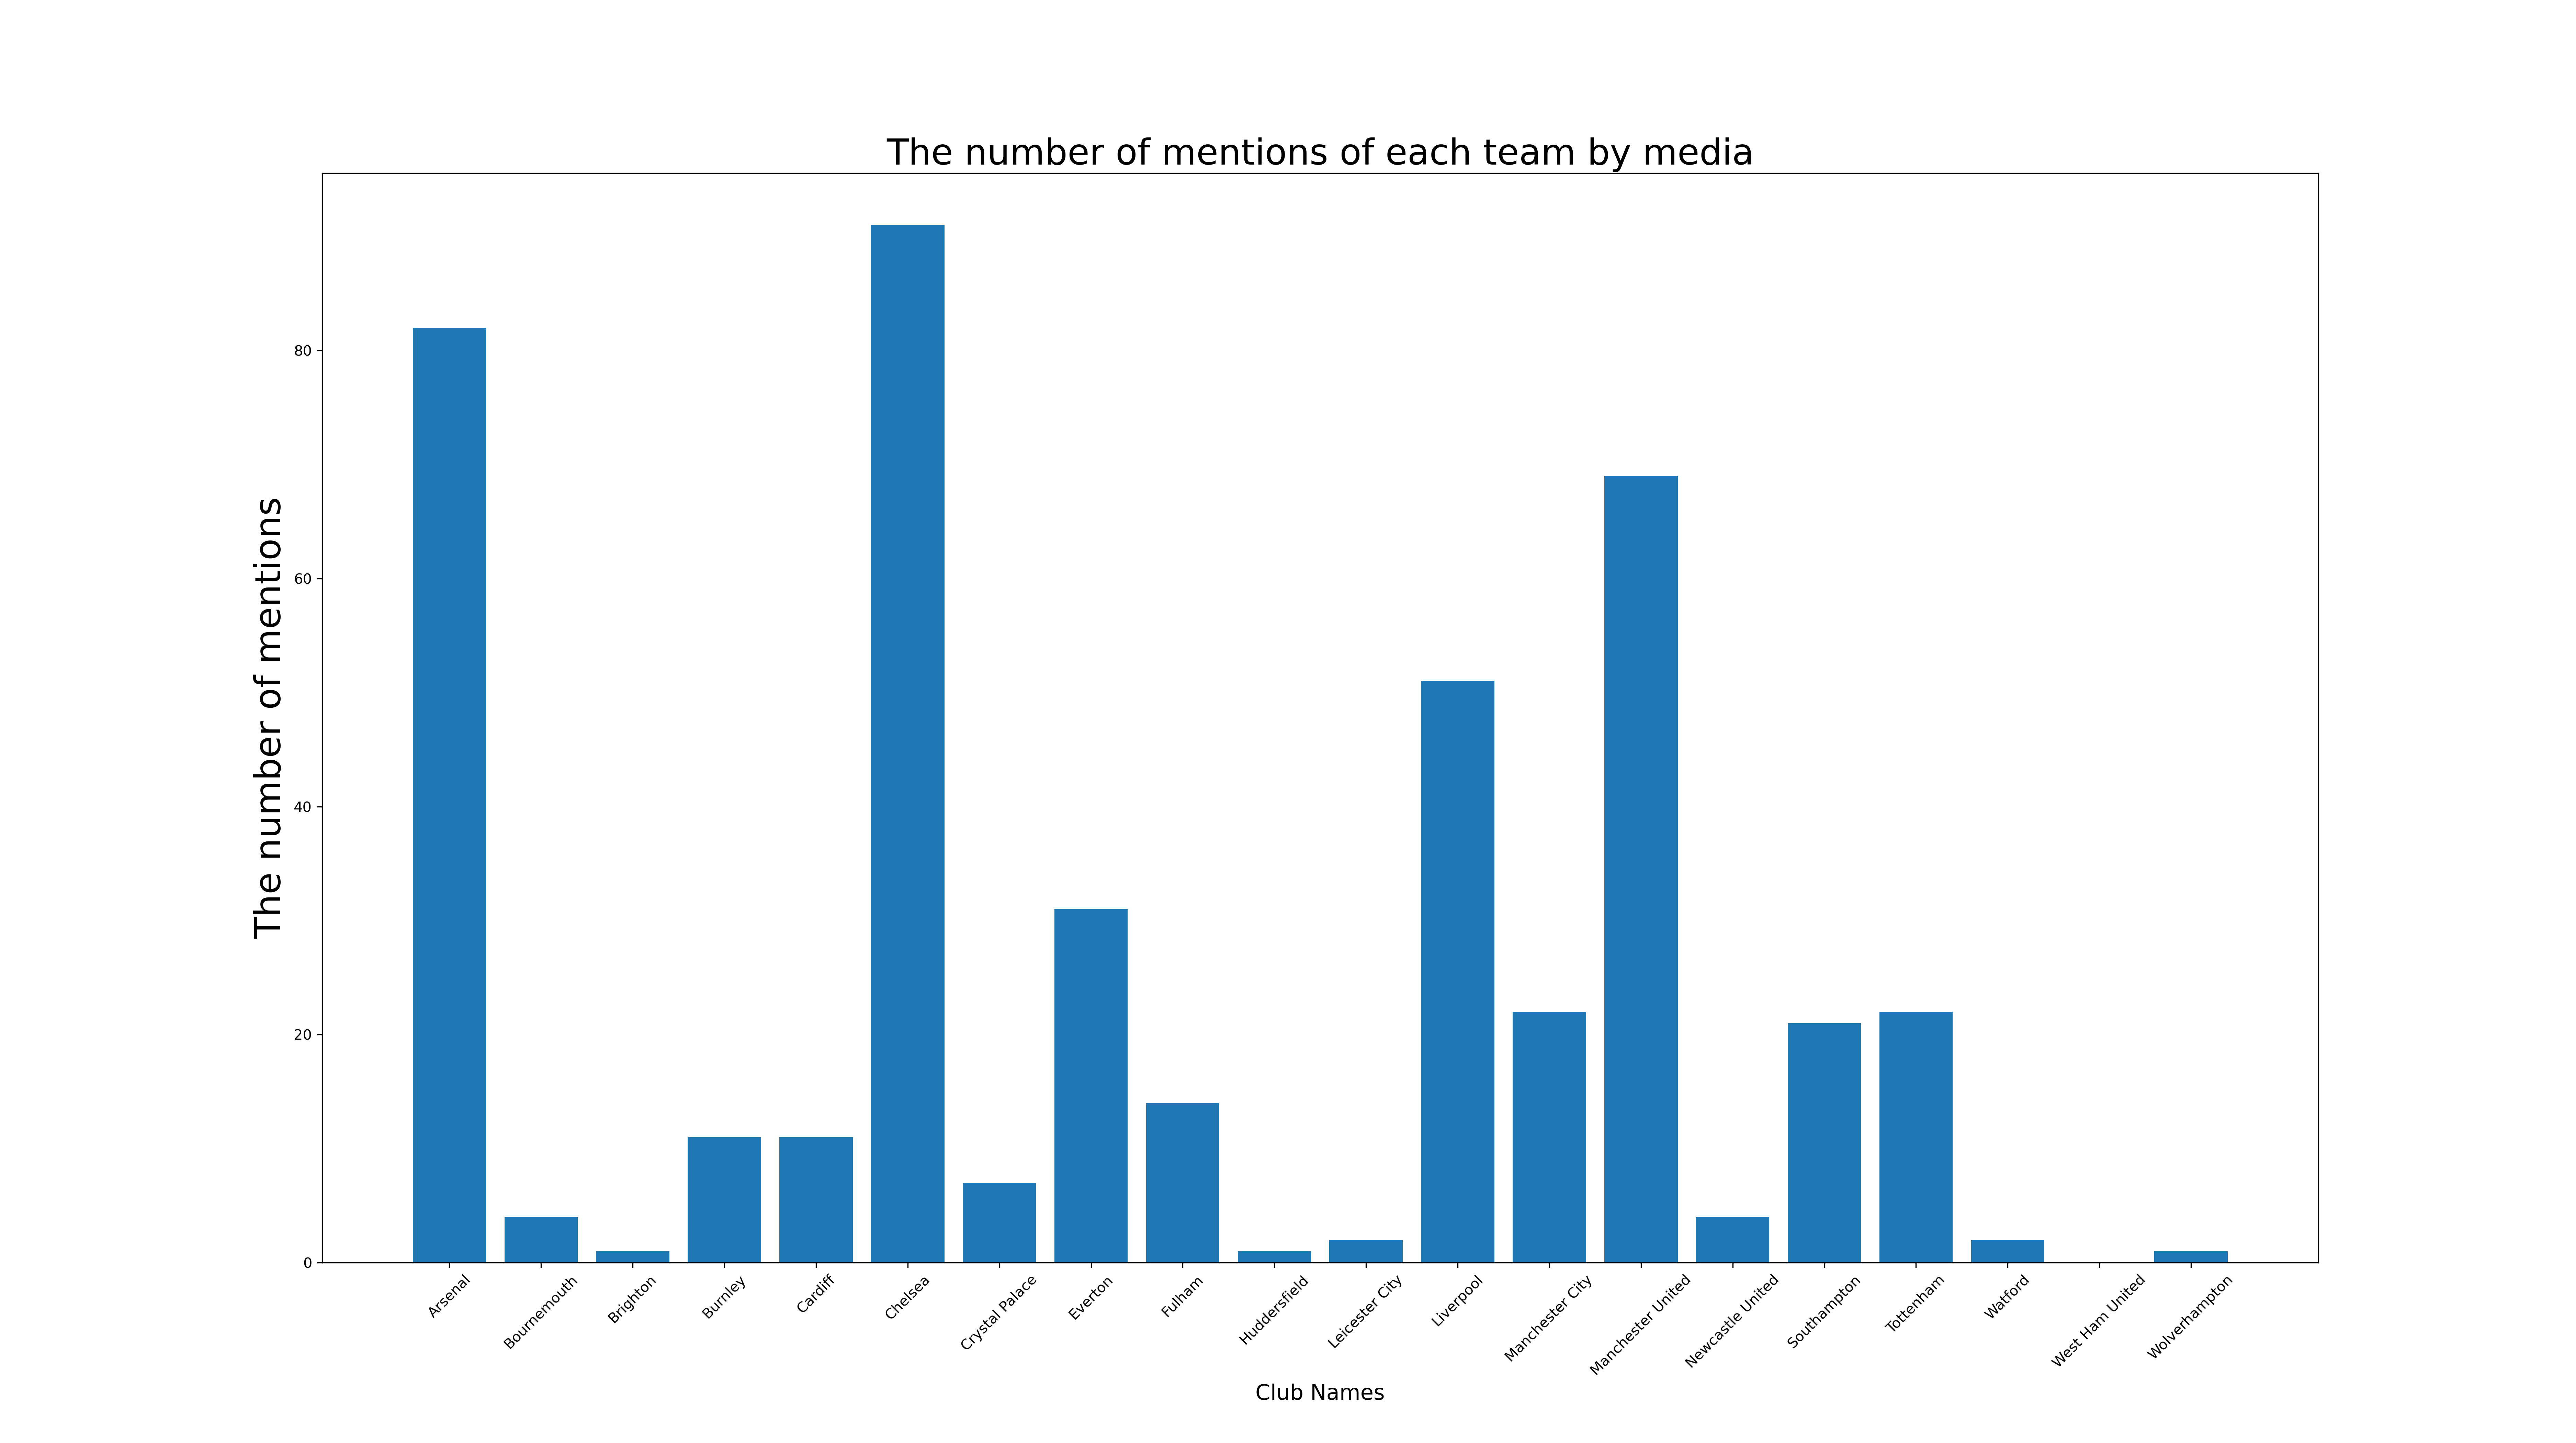 The number of mentions of each team by media
The number of mentions
80
60
40
20
0
Arsenal
Bournemouth
Brighton
Burnley
Cardiff
Chelsea
Crystal Palace
Everton
Fulham
Huddersfield
Leicester City
Liverpool
Manchester City
Manchester United
Newcastle United
Southampton
Tottenham
Watford
West Ham United
Wolverhampton
Club Names